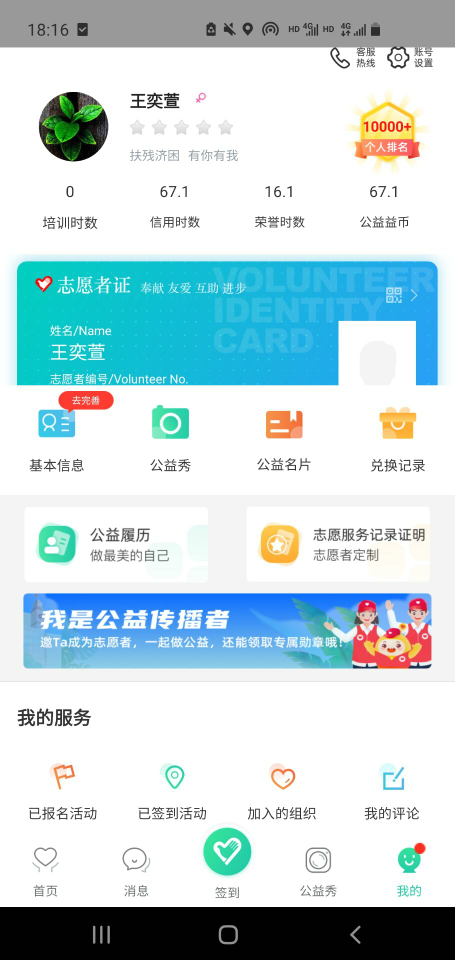 18:16
HD 4G HD 4G
客服
热线
账号
设置
王奕萱
10000+
个人排名
扶残济困 有你有我
0
67.1
16.1
67.1
培训时数
信用时数
荣誉时数
公益益币
志愿者证 奉献 友爱 互助 进步
VOLUNTEER
IDENTITY
CARD
姓名/Name
王奕萱
志愿者编号/Volunteer No.
去完善
基本信息
公益秀
公益名片
兑换记录
公益履历
做最美的自己
志愿服务记录证明
志愿者定制
我是公益传播者
邀Ta成为志愿者，一起做公益，还能领取专属勋章哦！
我的服务
已报名活动
已签到活动
加入的组织
我的评论
首页
消息
签到
公益秀
我的